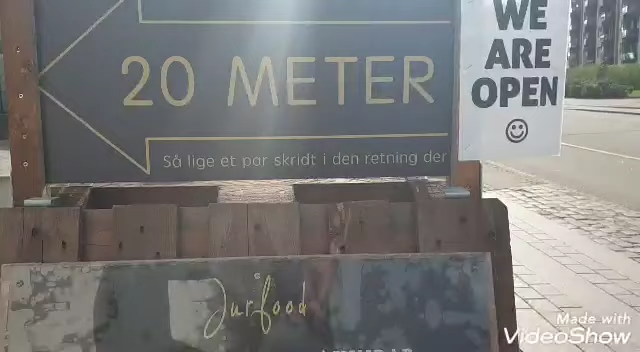 20 METER
Så lige et par skridt i den retning der
WE
ARE
OPEN
Jurfood
Made with
VideoShow